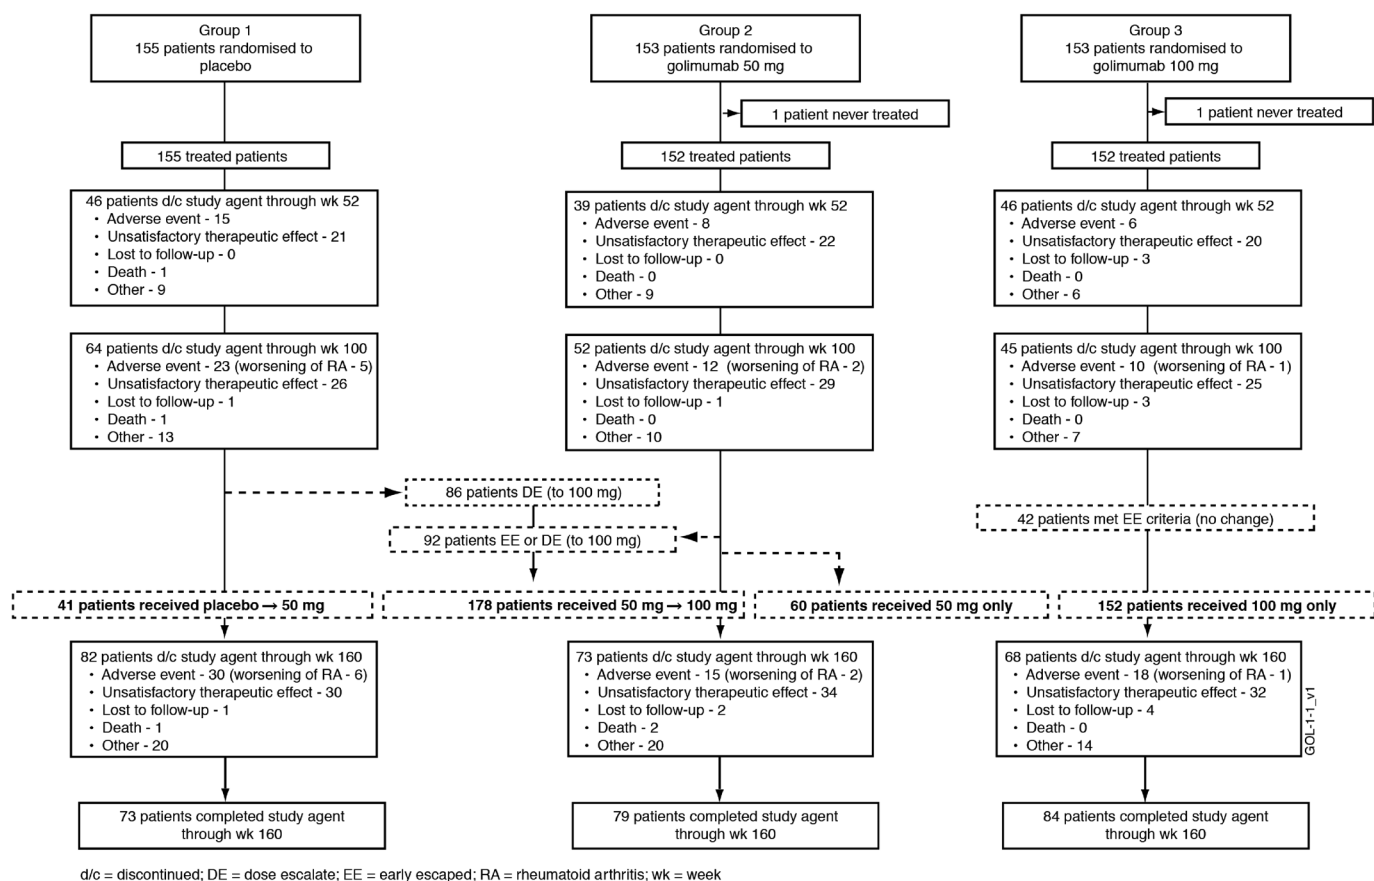 Group 1
155 patients randomised to
placebo
Group 2
153 patients randomised to
golimumab 50 mg
Group 3
153 patients randomised to
golimumab 100 mg
1 patient never treated
1 patient never treated
155 treated patients
152 treated patients
152 treated patients
46 patients d/c study agent through wk 52
• Adverse event - 15
• Unsatisfactory therapeutic effect - 21
• Lost to follow-up - 0
• Death - 1
• Other - 9
39 patients d/c study agent through wk 52
• Adverse event - 8
• Unsatisfactory therapeutic effect - 22
• Lost to follow-up - 0
• Death - 0
• Other - 9
46 patients d/c study agent through wk 52
• Adverse event - 6
• Unsatisfactory therapeutic effect - 20
• Lost to follow-up - 3
• Death - 0
• Other - 6
64 patients d/c study agent through wk 100
• Adverse event - 23 (worsening of RA - 5)
• Unsatisfactory therapeutic effect - 26
• Lost to follow-up - 1
• Death - 1
• Other - 13
52 patients d/c study agent through wk 100
• Adverse event - 12 (worsening of RA - 2)
• Unsatisfactory therapeutic effect - 29
• Lost to follow-up - 1
• Death - 0
• Other - 10
45 patients d/c study agent through wk 100
• Adverse event - 10 (worsening of RA - 1)
• Unsatisfactory therapeutic effect - 25
• Lost to follow-up - 3
• Death - 0
• Other - 7
86 patients DE (to 100 mg)
92 patients EE or DE (to 100 mg)
42 patients met EE criteria (no change)
41 patients received placebo → 50 mg
178 patients received 50 mg → 100 mg
60 patients received 50 mg only
152 patients received 100 mg only
82 patients d/c study agent through wk 160
• Adverse event - 30 (worsening of RA - 6)
• Unsatisfactory therapeutic effect - 30
• Lost to follow-up - 1
• Death - 1
• Other - 20
73 patients d/c study agent through wk 160
• Adverse event - 15 (worsening of RA - 2)
• Unsatisfactory therapeutic effect - 34
• Lost to follow-up - 2
• Death - 2
• Other - 20
68 patients d/c study agent through wk 160
• Adverse event - 18 (worsening of RA - 1)
• Unsatisfactory therapeutic effect - 32
• Lost to follow-up - 4
• Death - 0
• Other - 14
GOL-1-1_v1
73 patients completed study agent
through wk 160
79 patients completed study agent
through wk 160
84 patients completed study agent
through wk 160
d/c = discontinued; DE = dose escalate; EE = early escaped; RA = rheumatoid arthritis; wk = week